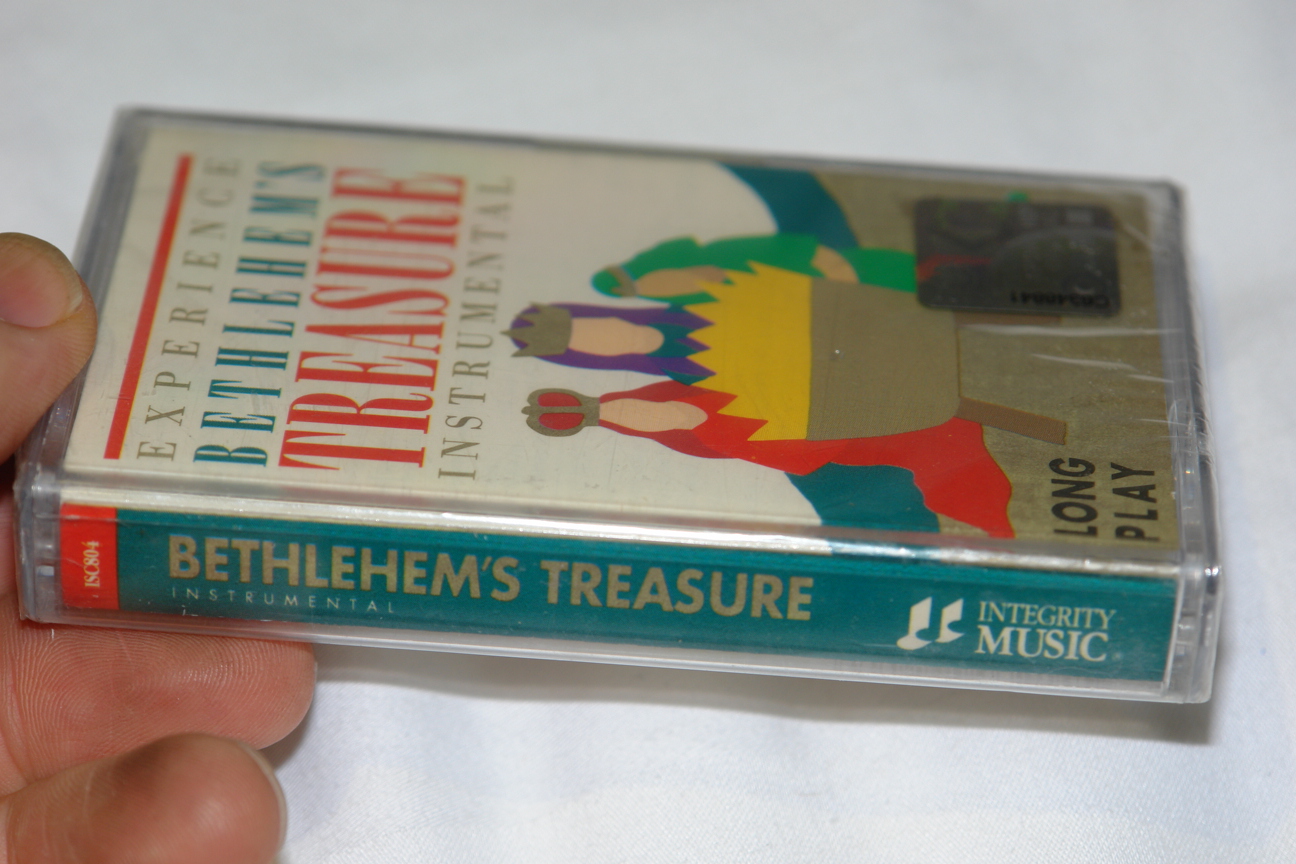 EXPERIENCE
BETHLEHEM'S
TREASURE
INSTRUMENTAL
LONG
PLAY
ISC804
BETHLEHEM'S TREASURE
INSTRUMENTAL
INTEGRITY
MUSIC